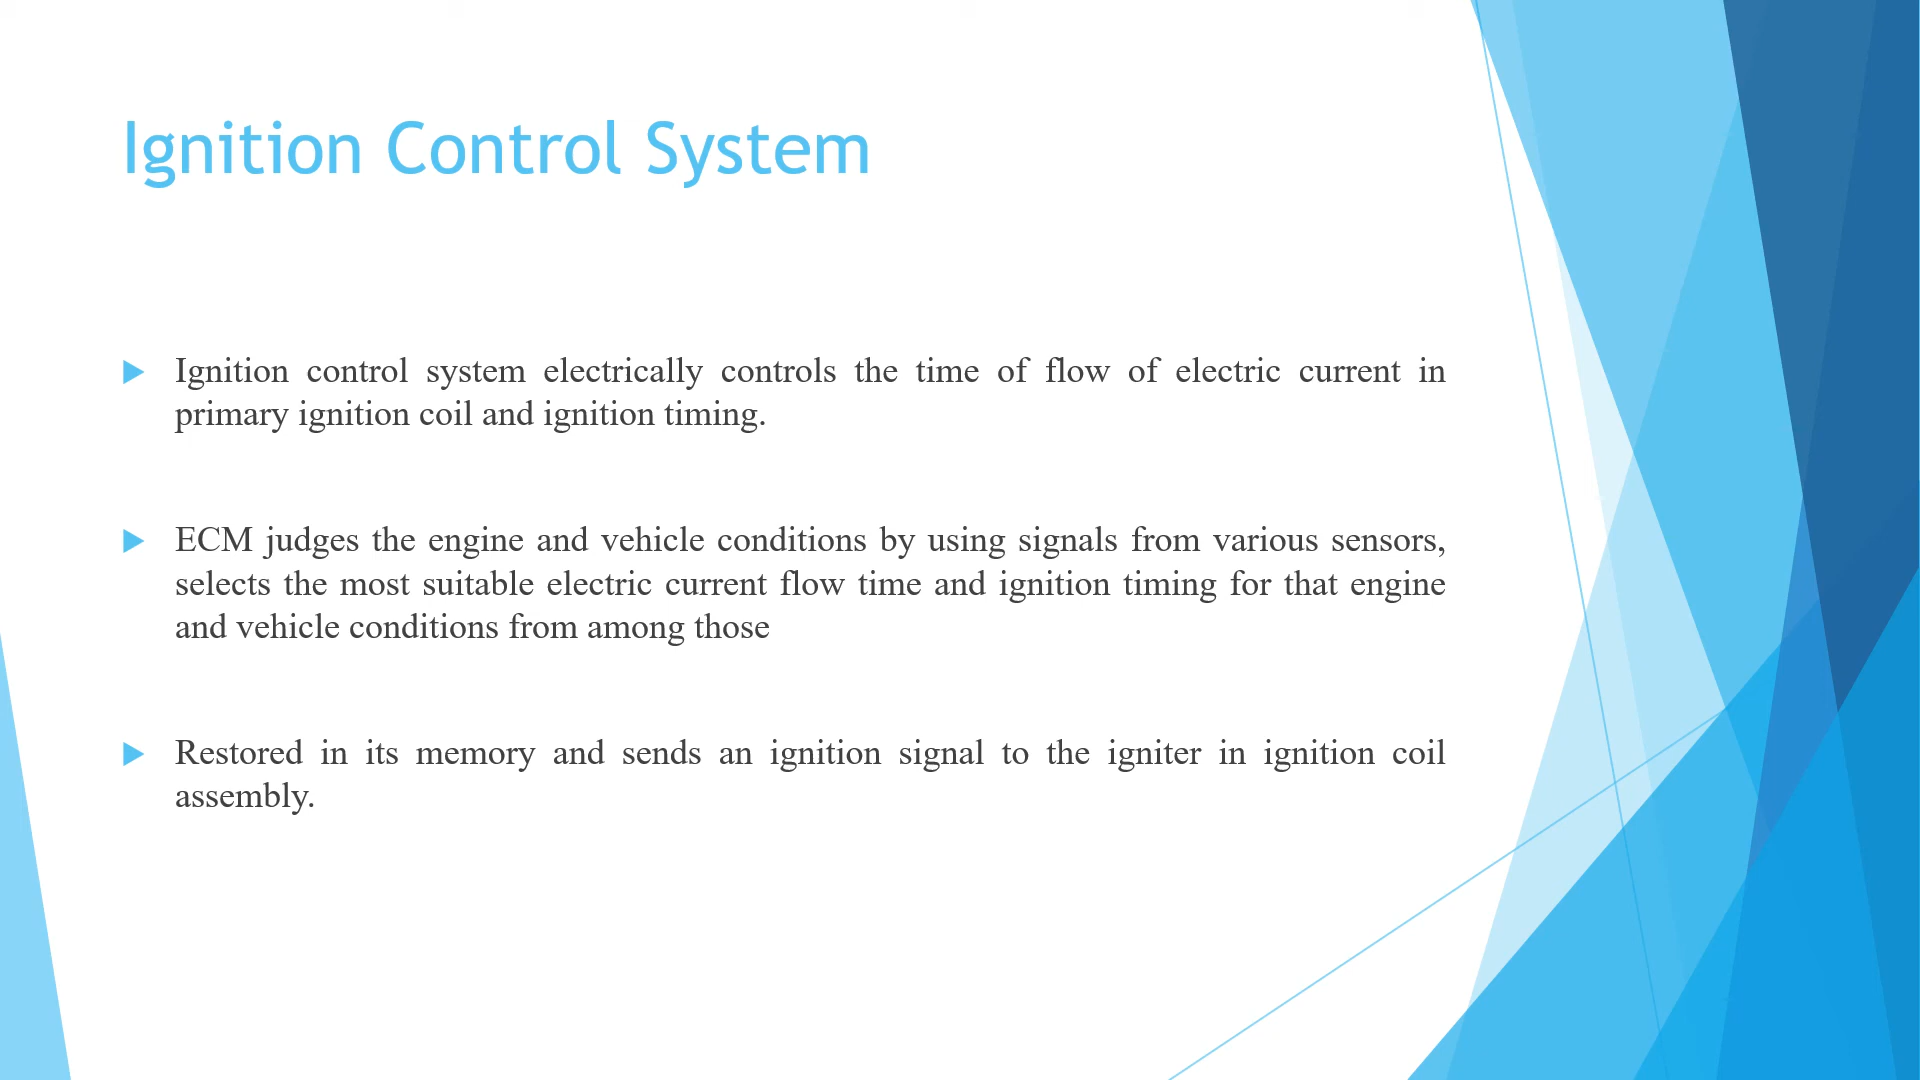 Ignition Control System
Ignition control system electrically controls the time of flow of electric current in
primary ignition coil and ignition timing.
ECM judges the engine and vehicle conditions by using signals from various sensors,
selects the most suitable electric current flow time and ignition timing for that engine
and vehicle conditions from among those
Restored in its memory and sends an ignition signal to the igniter in ignition coil
assembly.